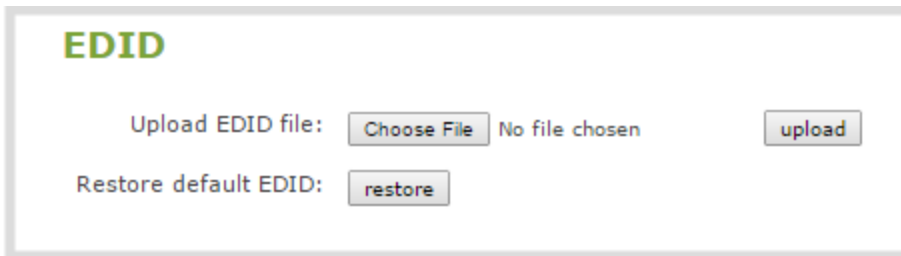 EDID
Upload EDID file: Choose File No file chosen upload
Restore default EDID: restore